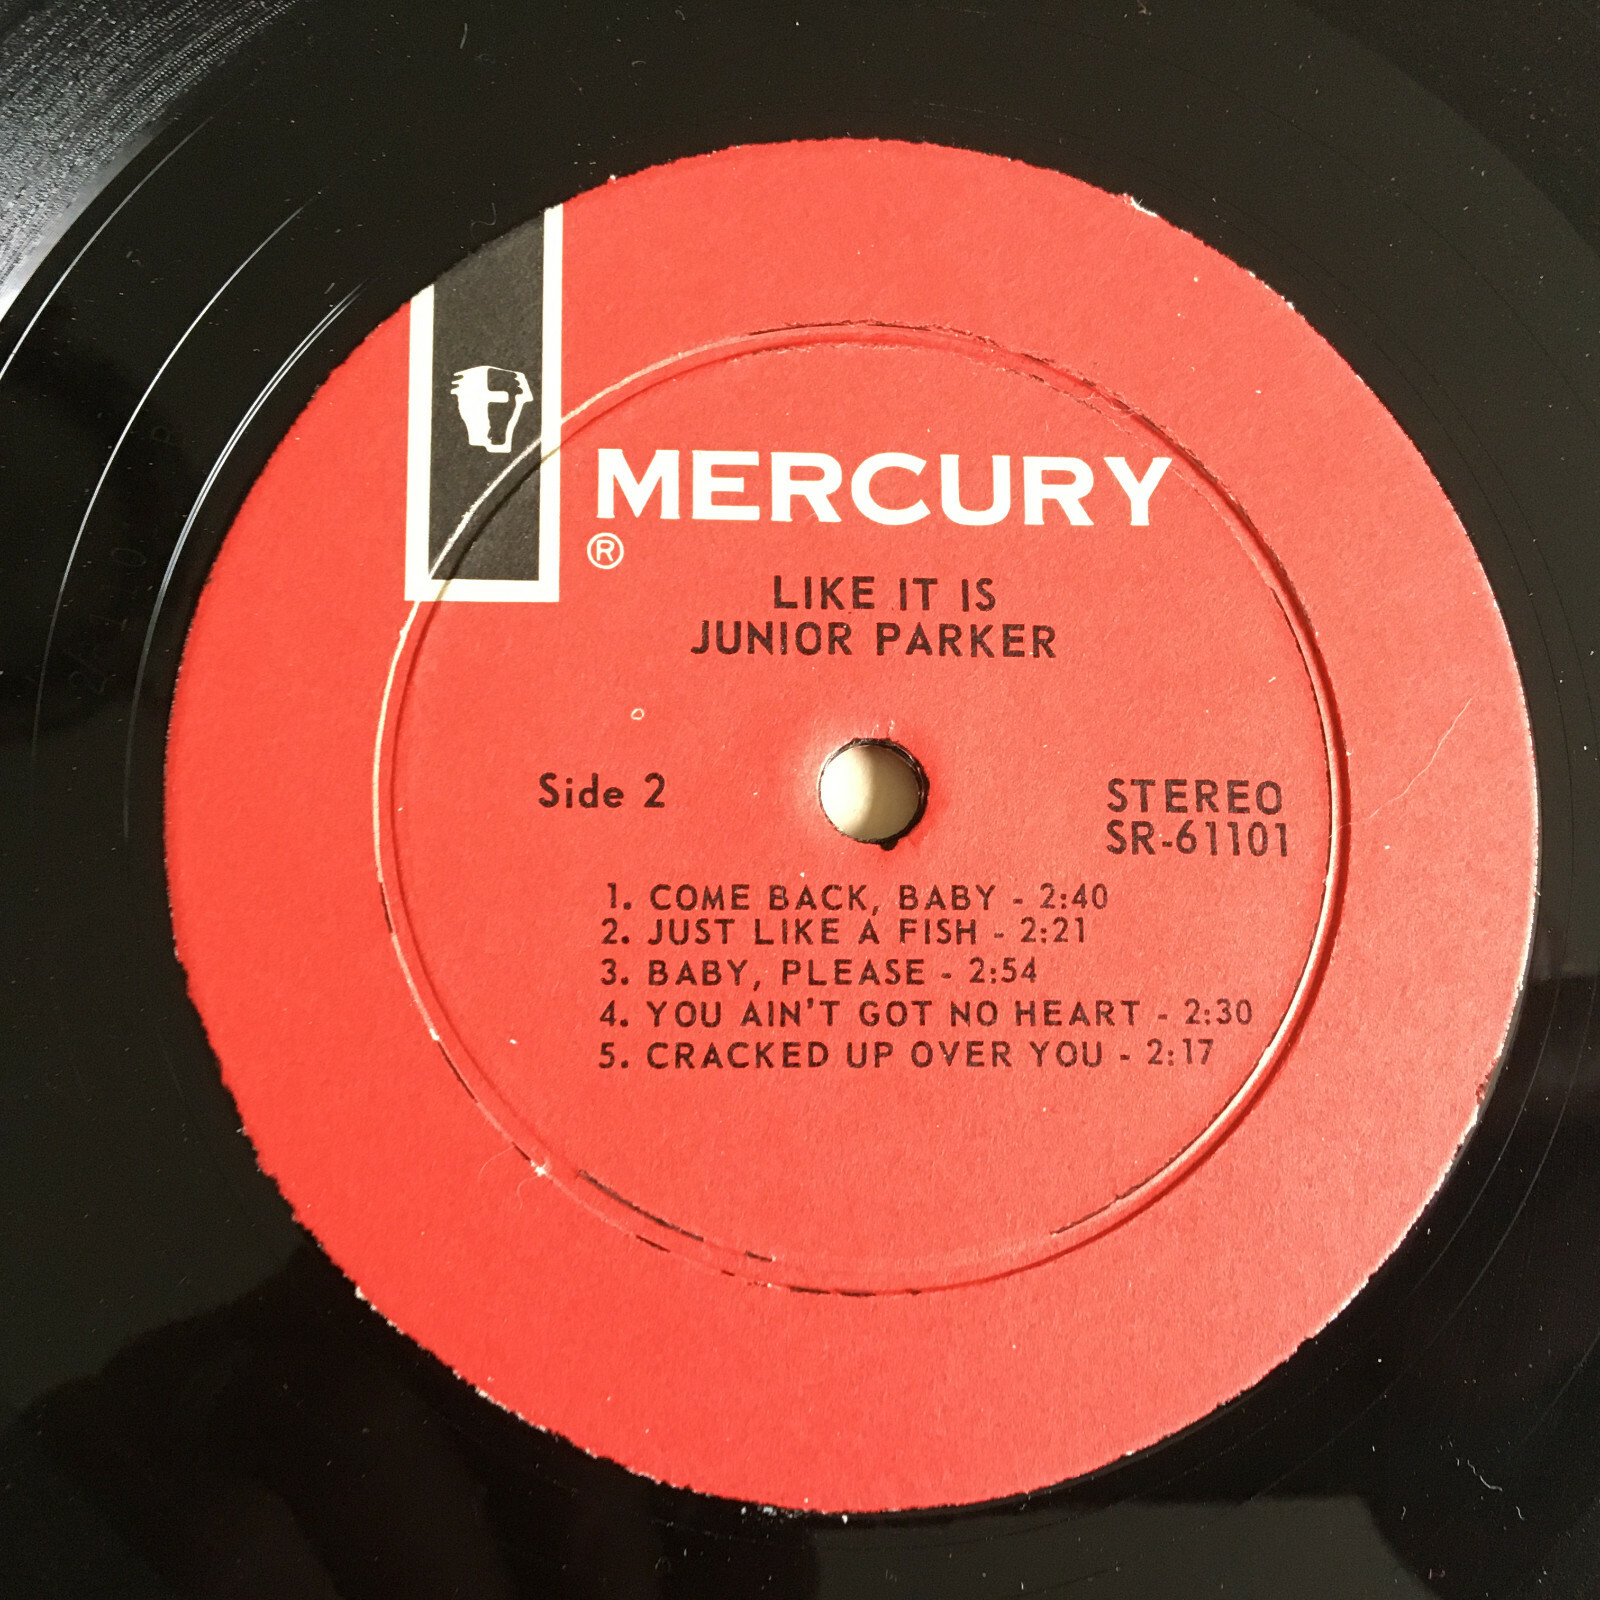 MERCURY
®
LIKE IT IS
JUNIOR PARKER
Side 2
STEREO
SR-61101
1. COME BACK, BABY - 2:40
2. JUST LIKE A FISH - 2:21
3. BABY, PLEASE - 2:54
4. YOU AIN'T GOT NO HEART - 2:30
5. CRACKED UP OVER YOU - 2:17